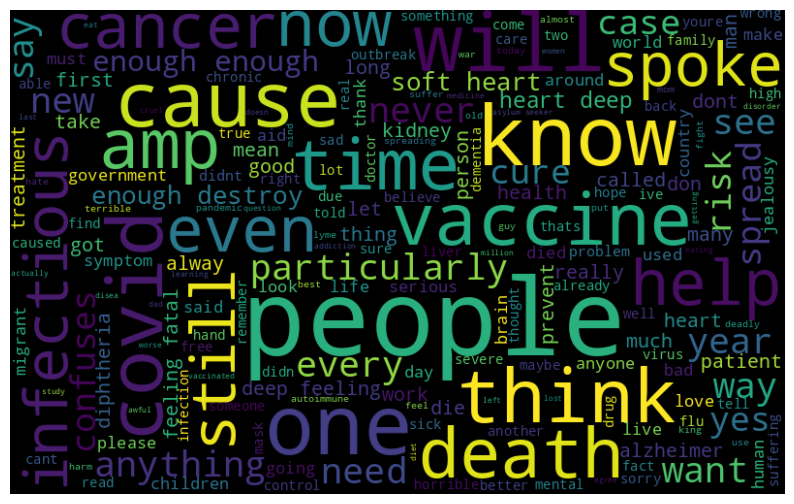 eat
something
come
almost
youre
wrong
cancer
now
will
care
two
family
make
say
enough enough
case
man
must
outbreak
world
today
women
able
first
chronic
long
soft heart
around
spoke
new
cause
real
suffer
medicine
thank
war
mom
high
disorder
take
never
heart deep
back
dont
last
doesn
amp
true
aid
mean
sad
kidney
asylum seeker
old
spreading
know
see
treatment
government
good
lot
time
doctor
person
dementia
country
fight
mind
didnt
right
cure
called
don
risk
jealousy
hate
enough destroy
believe
health
hope
ive
spread
terrible
pandemic
question
due
told
let
vaccine
put
getting
find
caused
got
even
lyme
sure
thing
guy
thats
many
infectious
covid
symptom
addiction
liver
million
died
problem
used
eating
actually
learning
alway
particularly
really
already
help
migrant
confuses
diphtheria
disea
dad
said
look
best
life
serious
brain
thought
prevent
heart
well
deadly
fatal
hand
remember
people
much
virus
year
worse
free
still
didn
every
day
severe
maybe
anyone
bad
patient
study
vaccinated
feeling
infection
someone
deep feeling
autoimmune
work
think
love
way
awful
feel
die
left
lost
drug
flu
tell
please
mask
one
sick
another
king
live
use
yes
cant
anything
going
need
diet
death
alzheimer
human
suffering
harm
read
children
control
horrible
better
mental
agree
fact
sorry
want